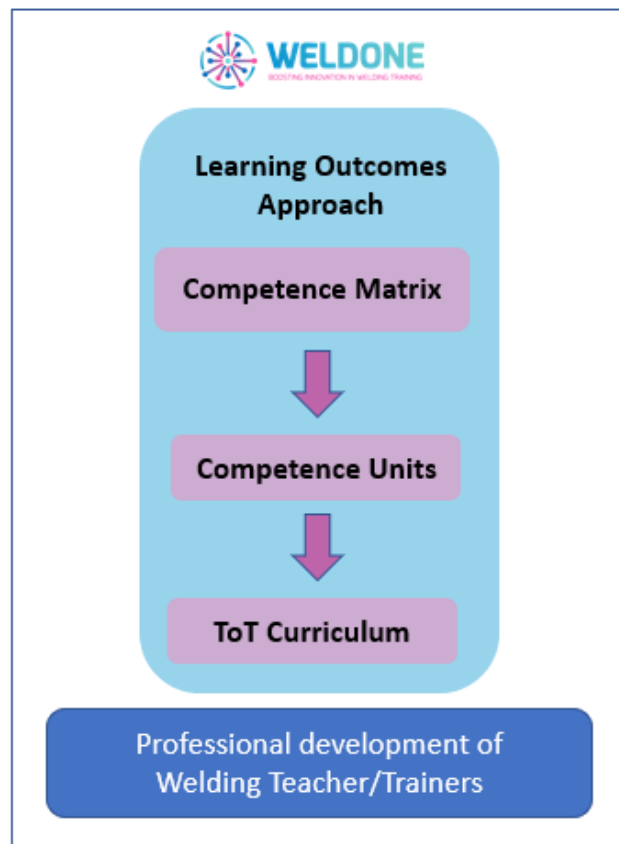 WELDONE
BOOSTING INNOVATION IN WELDING TRAINING
Learning Outcomes
Approach
Competence Matrix
Competence Units
ToT Curriculum
Professional development of
Welding Teacher/Trainers